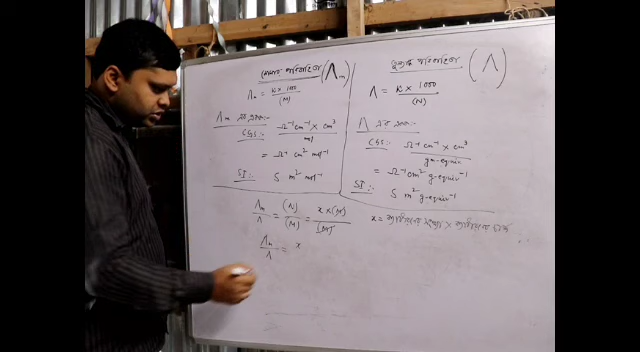 মোলার পরিবাহিতা (Λₘ)
Λₘ = κ × 1000 / (M)
Λₘ এর একক:-
CGS:- Ω⁻¹ cm⁻¹ × cm³ / mol
= Ω⁻¹ cm² mol⁻¹
SI:- S m² mol⁻¹
তুল্যাঙ্ক পরিবাহিতা (Λ)
Λ = κ × 1000 / (N)
Λ এর একক:-
CGS:- Ω⁻¹ cm⁻¹ × cm³ / gm-equiv
= Ω⁻¹ cm² g-equiv⁻¹
SI:- S m² g-equiv⁻¹
Λₘ / Λ = (N) / (M) = x × (M) / (M)
x = ক্যাটায়নের সংখ্যা × ক্যাটায়নের চার্জ
Λₘ / Λ = x